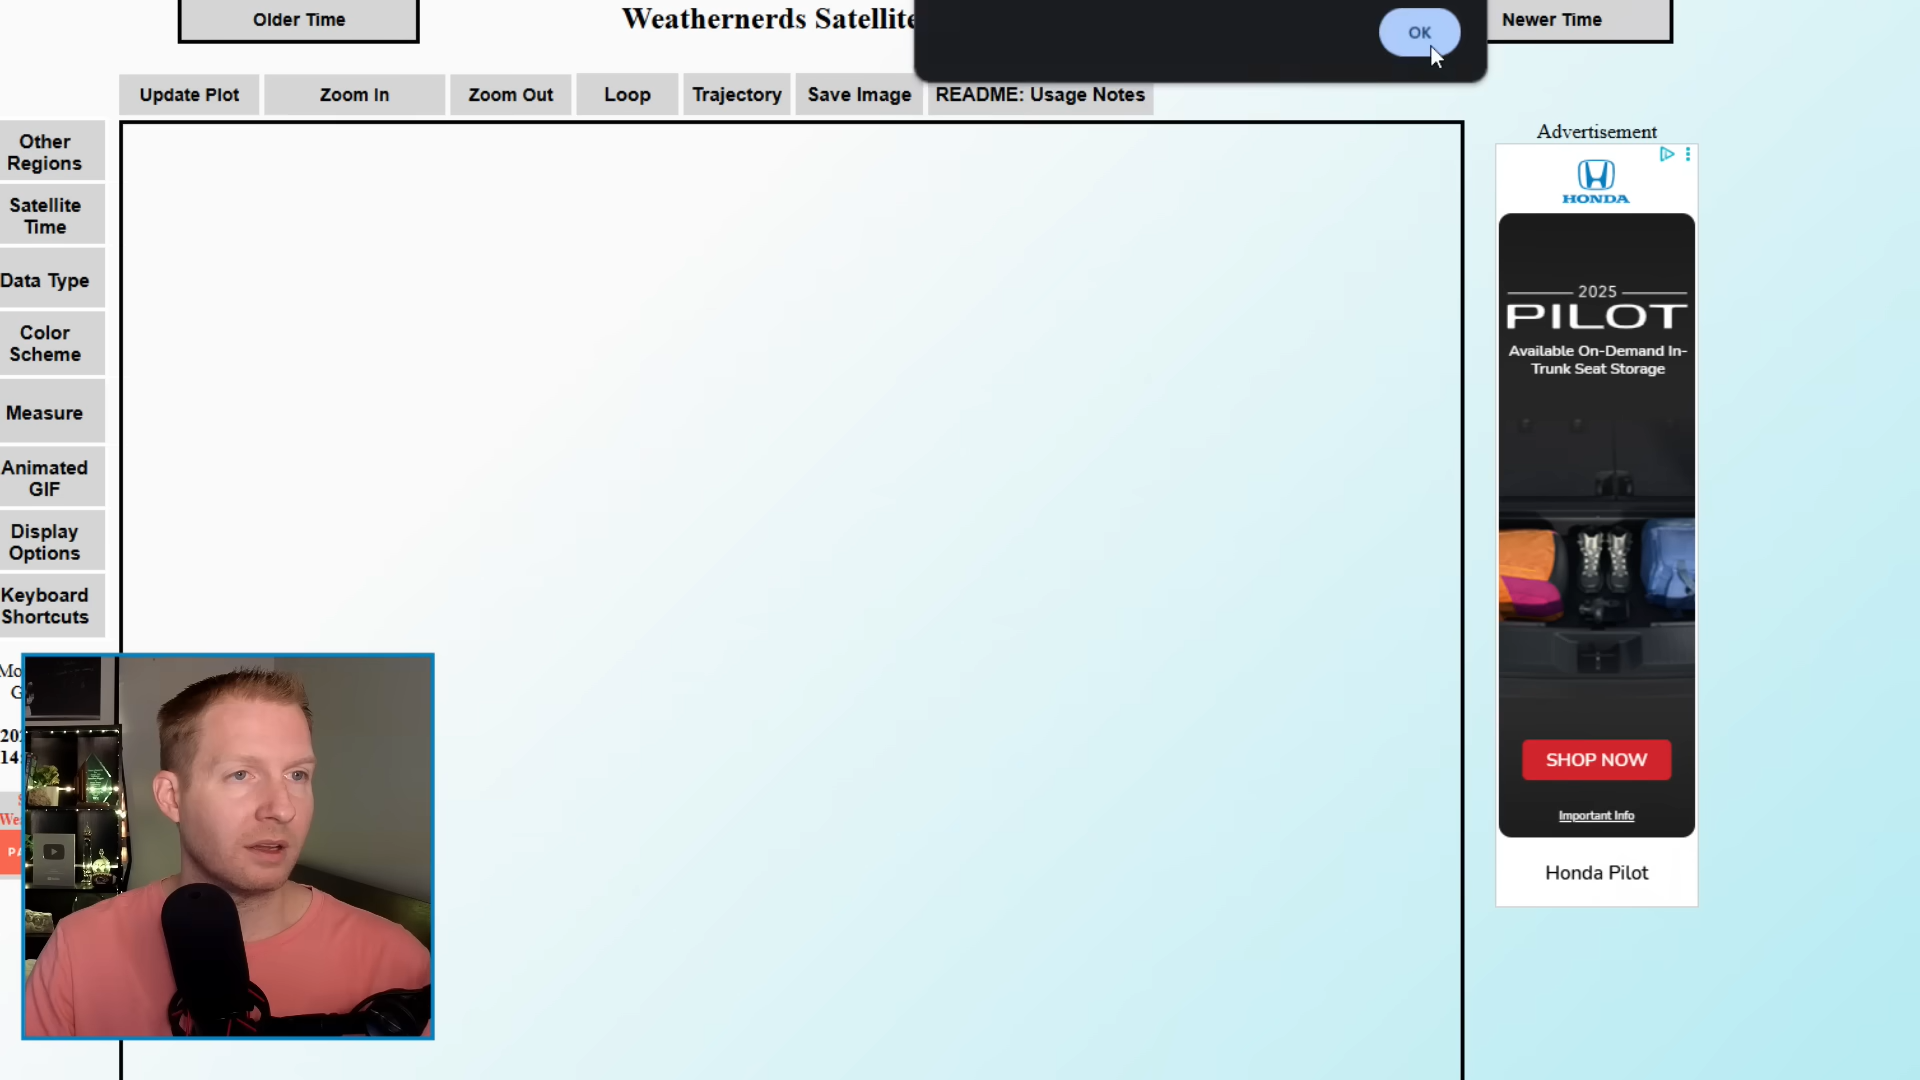 Older Time
Weathernerds Satellite
OK
Newer Time
Update Plot
Zoom In
Zoom Out
Loop
Trajectory
Save Image
README: Usage Notes
Other
Regions
Satellite
Time
Data Type
Color
Scheme
Measure
Animated
GIF
Display
Options
Keyboard
Shortcuts
Advertisement
HONDA
2025
PILOT
Available On-Demand In-
Trunk Seat Storage
SHOP NOW
Important Info
Honda Pilot